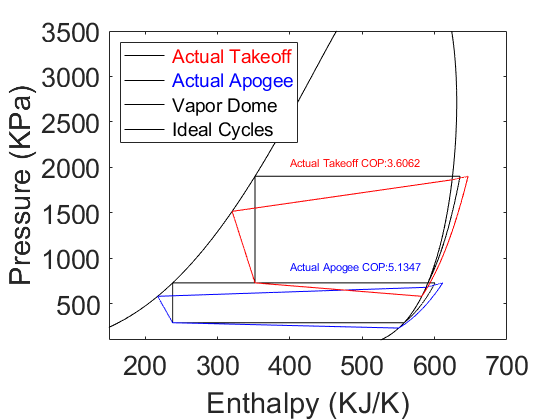 3500
3000
2500
2000
1500
1000
500
Pressure (KPa)
Actual Takeoff
Actual Apogee
Vapor Dome
Ideal Cycles
Actual Takeoff COP:3.6062
Actual Apogee COP:5.1347
200 300 400 500 600 700
Enthalpy (KJ/K)